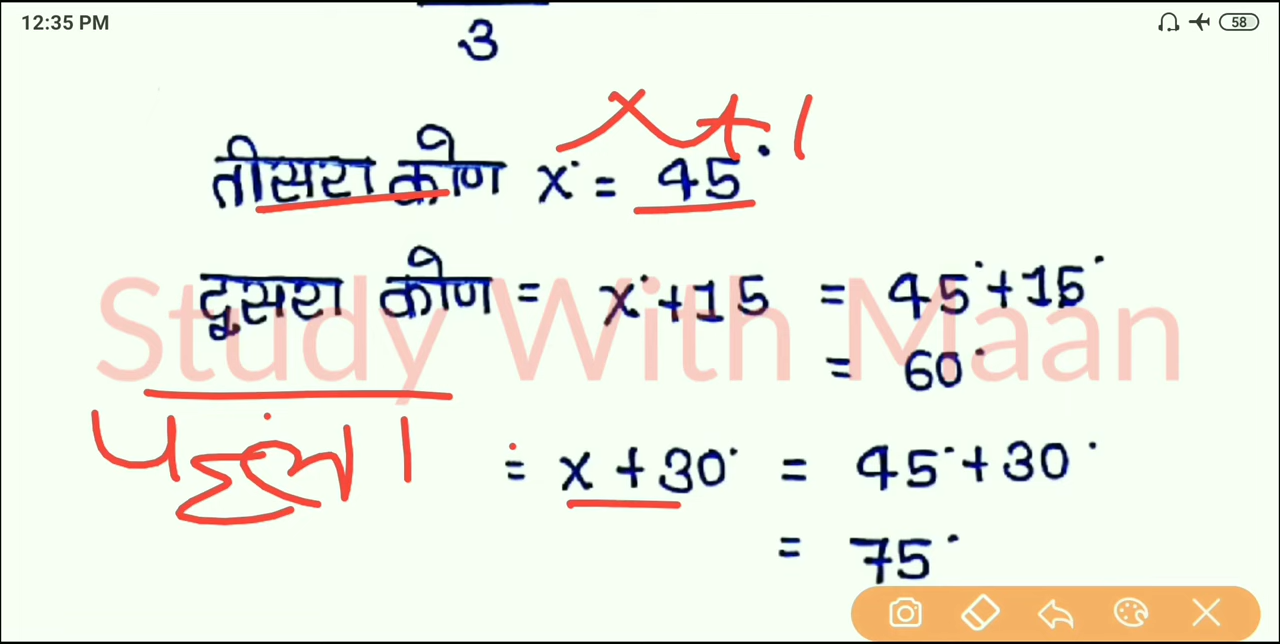 12:35 PM
58
3
तीसरा कोण x° = 45°
दूसरा कोण = x°+15 = 45°+15°
= 60°
Study With Maan
पहला = x + 30° = 45°+30°
= 75°